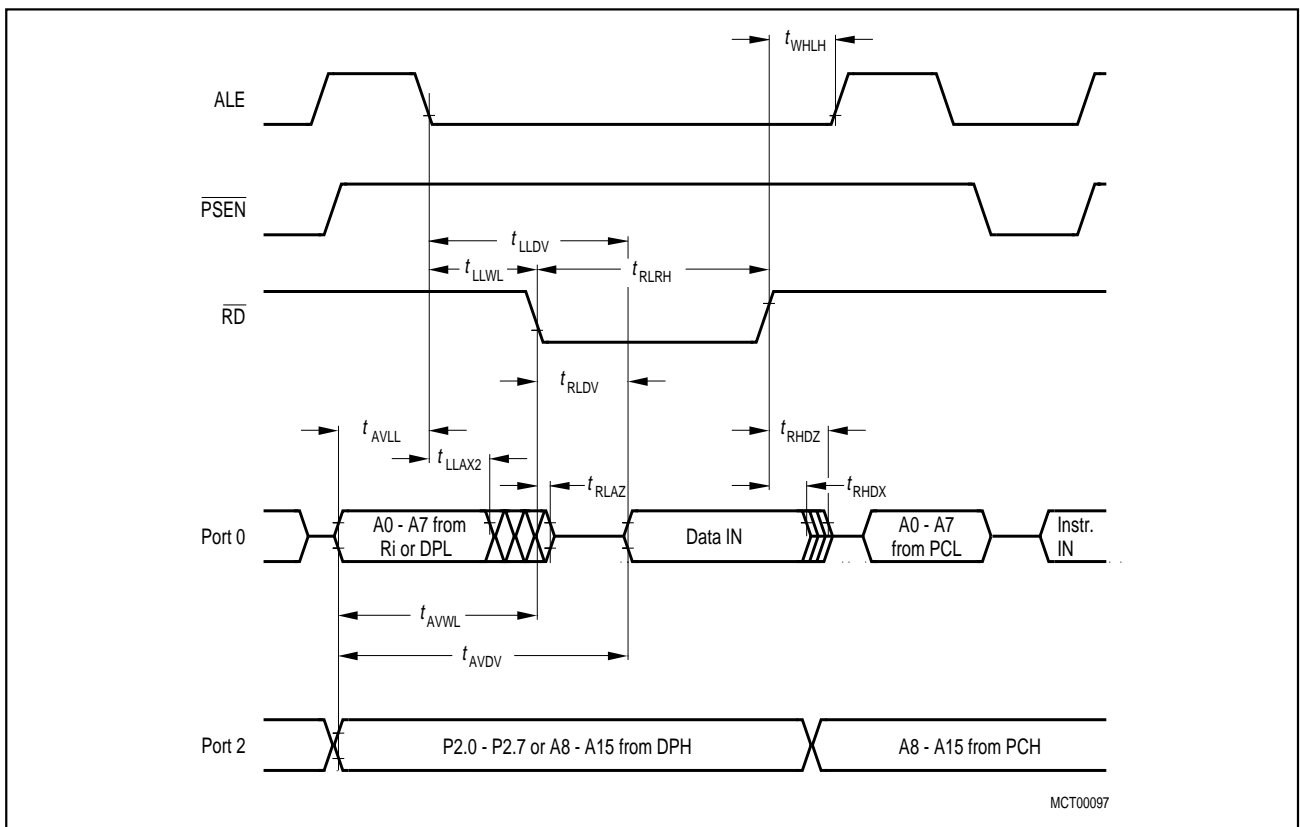 t WHLH
ALE
PSEN
t LLDV
t LLWL
t RLRH
RD
t RLDV
t AVLL
t RHDZ
t LLAX2
t RLAZ
t RHDX
Port 0
A0 - A7 from
Ri or DPL
Data IN
A0 - A7
from PCL
Instr.
IN
t AVWL
t AVDV
Port 2
P2.0 - P2.7 or A8 - A15 from DPH
A8 - A15 from PCH
MCT00097